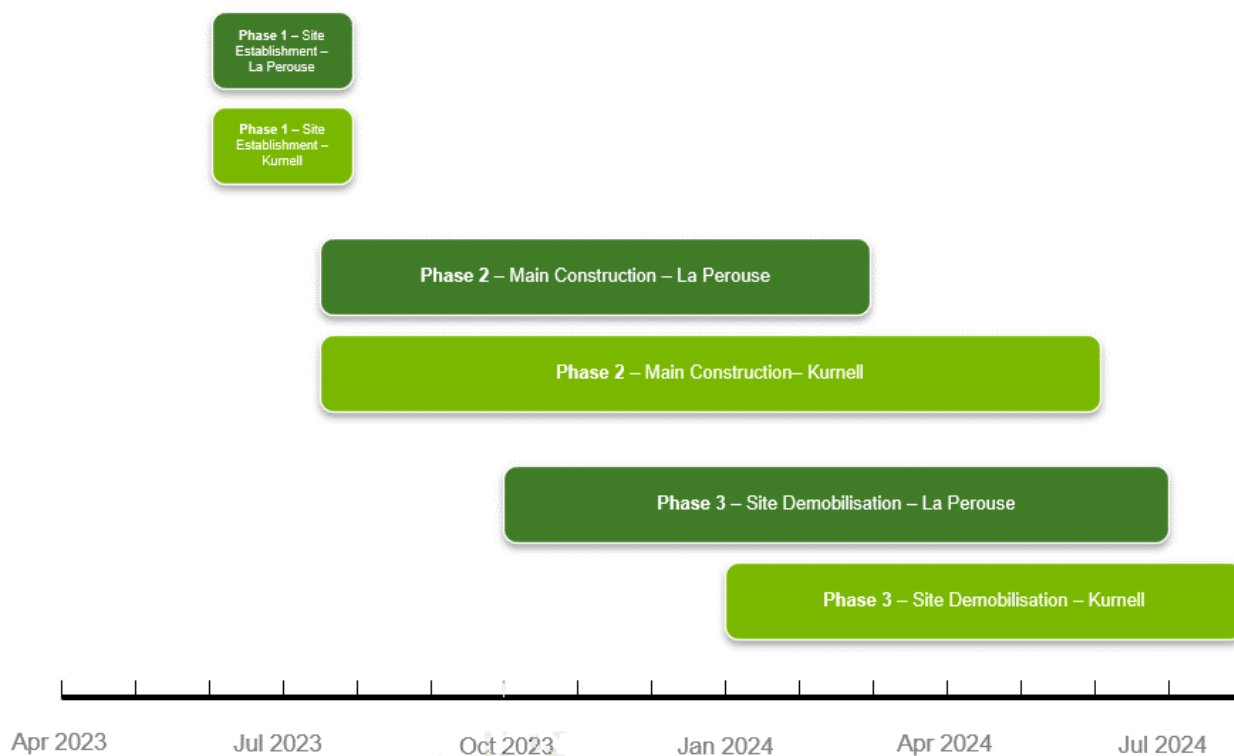 Phase 1 – Site
Establishment –
La Perouse
Phase 1 – Site
Establishment –
Kurnell
Phase 2 – Main Construction – La Perouse
Phase 2 – Main Construction– Kurnell
Phase 3 – Site Demobilisation – La Perouse
Phase 3 – Site Demobilisation – Kurnell
Apr 2023 Jul 2023 Oct 2023 Jan 2024 Apr 2024 Jul 2024